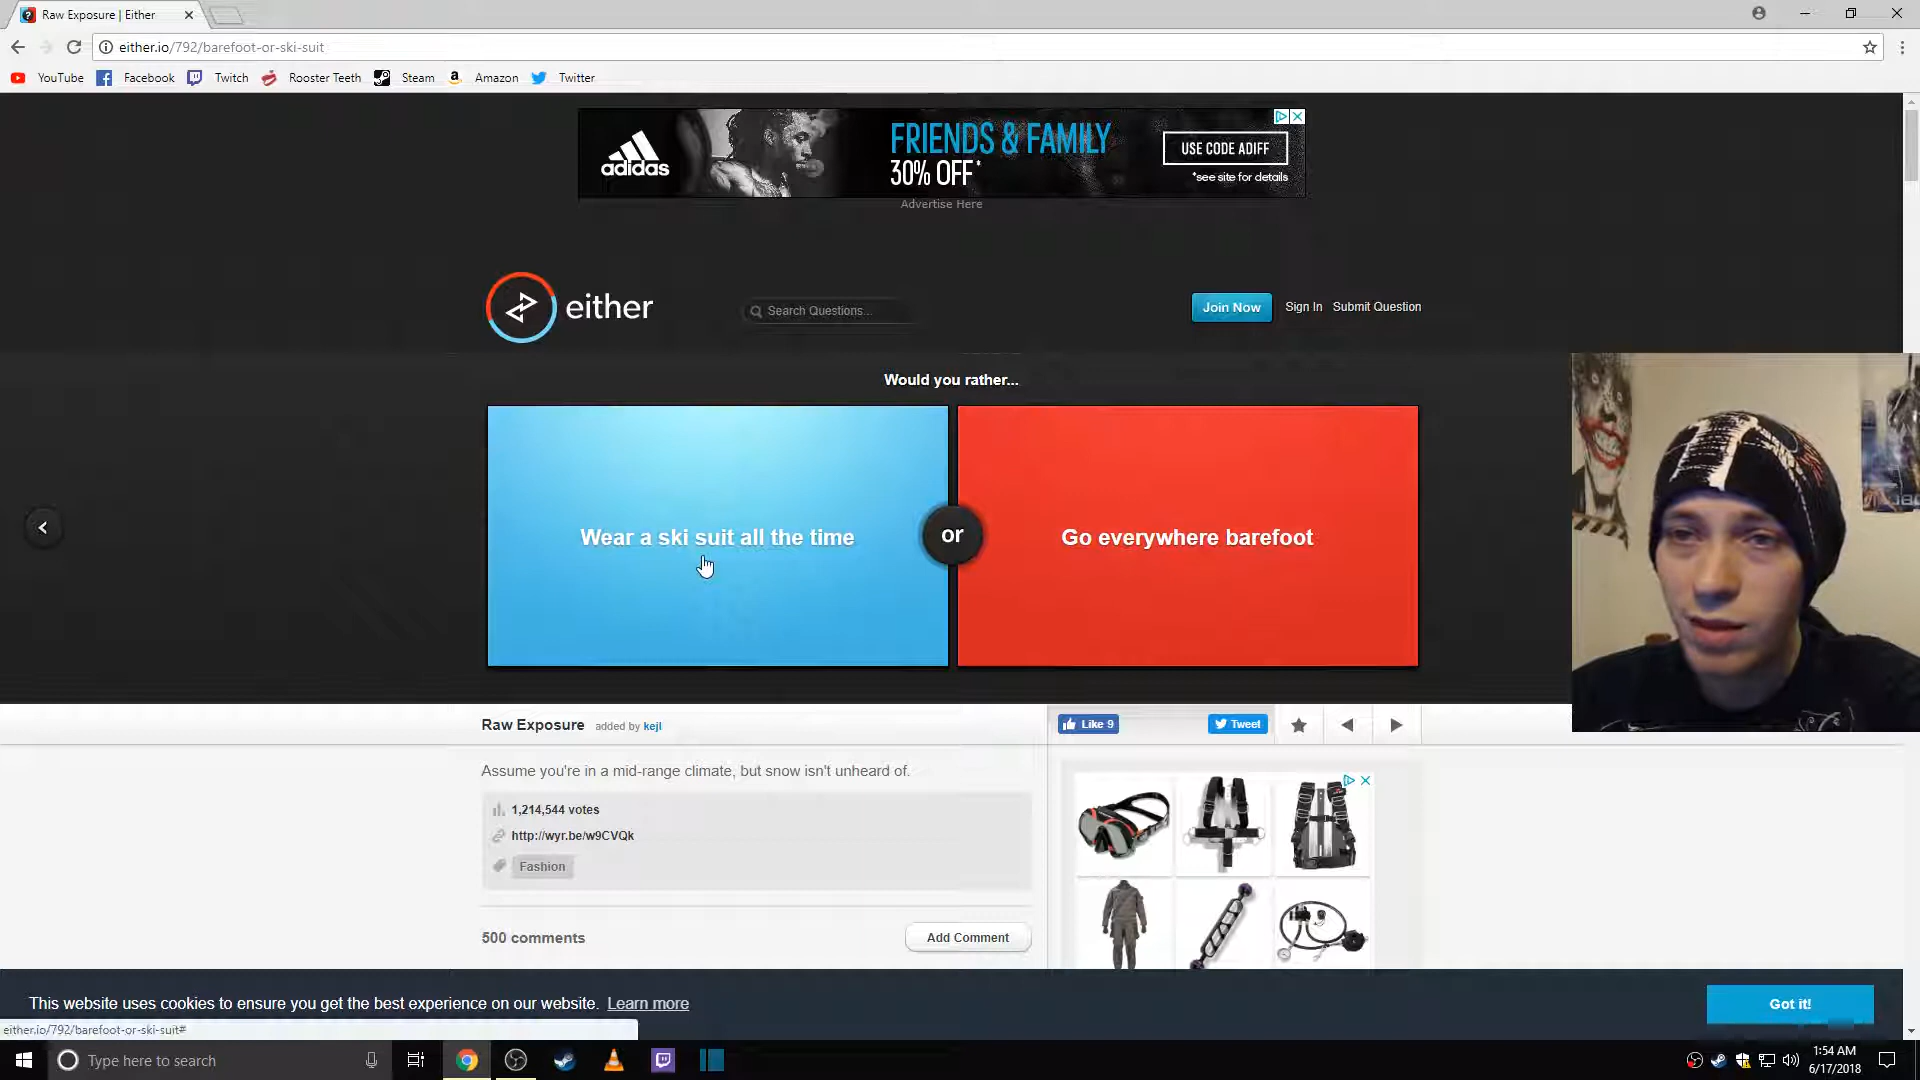 Raw Exposure | Either
either.io/792/barefoot-or-ski-suit
YouTube Facebook Twitch Rooster Teeth Steam Amazon Twitter
adidas
FRIENDS & FAMILY
30% OFF*
USE CODE ADIFF
*see site for details
Advertise Here
either
Search Questions...
Join Now
Sign In
Submit Question
Would you rather...
Wear a ski suit all the time
or
Go everywhere barefoot
Raw Exposure added by kejl
Like 9
Tweet
Assume you're in a mid-range climate, but snow isn't unheard of.
1,214,544 votes
http://wyr.be/w9CVQk
Fashion
500 comments
Add Comment
This website uses cookies to ensure you get the best experience on our website. Learn more
Got it!
either.io/792/barefoot-or-ski-suit#
Type here to search
1:54 AM
6/17/2018